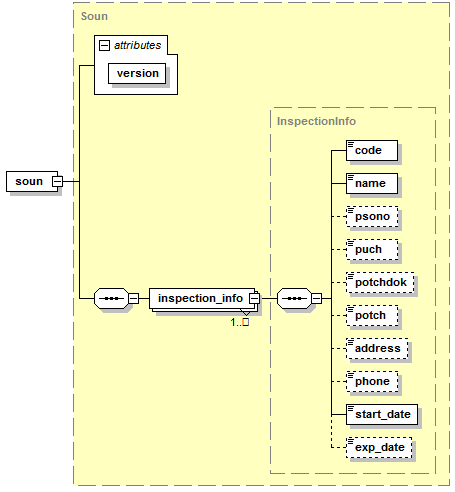 Soun
attributes
version
InspectionInfo
soun
code
name
psono
puch
potchdok
inspection_info
1..
potch
address
phone
start_date
exp_date